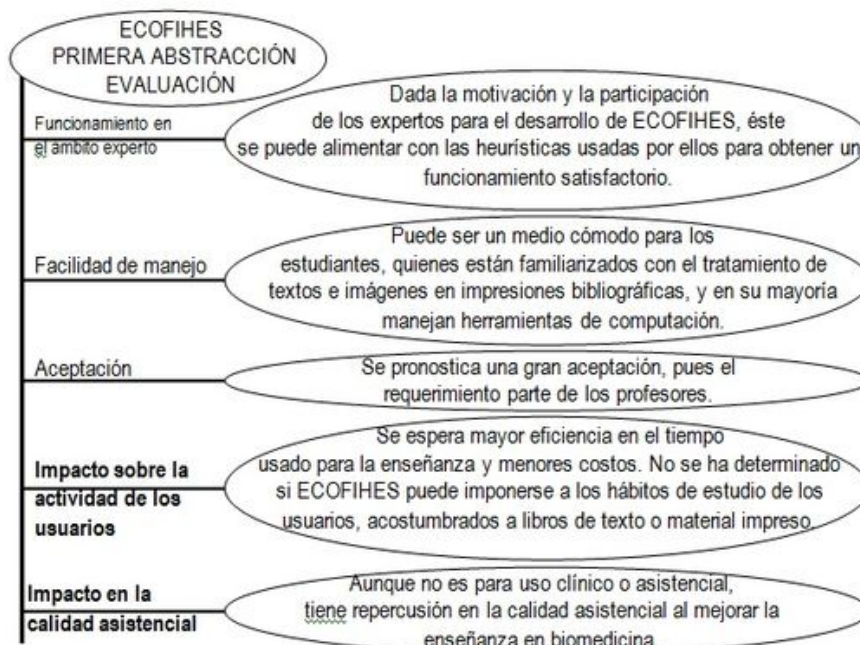 ECOFIHES
PRIMERA ABSTRACCIÓN
EVALUACIÓN
Funcionamiento en
el ámbito experto
Dada la motivación y la participación
de los expertos para el desarrollo de ECOFIHES, éste
se puede alimentar con las heurísticas usadas por ellos para obtener un
funcionamiento satisfactorio.
Facilidad de manejo
Puede ser un medio cómodo para los
estudiantes, quienes están familiarizados con el tratamiento de
textos e imágenes en impresiones bibliográficas, y en su mayoría
manejan herramientas de computación.
Aceptación
Se pronostica una gran aceptación, pues el
requerimiento parte de los profesores.
Impacto sobre la
actividad de los
usuarios
Se espera mayor eficiencia en el tiempo
usado para la enseñanza y menores costos. No se ha determinado
si ECOFIHES puede imponerse a los hábitos de estudio de los
usuarios, acostumbrados a libros de texto o material impreso.
Impacto en la
calidad asistencial
Aunque no es para uso clínico o asistencial,
tiene repercusión en la calidad asistencial al mejorar la
enseñanza en biomedicina